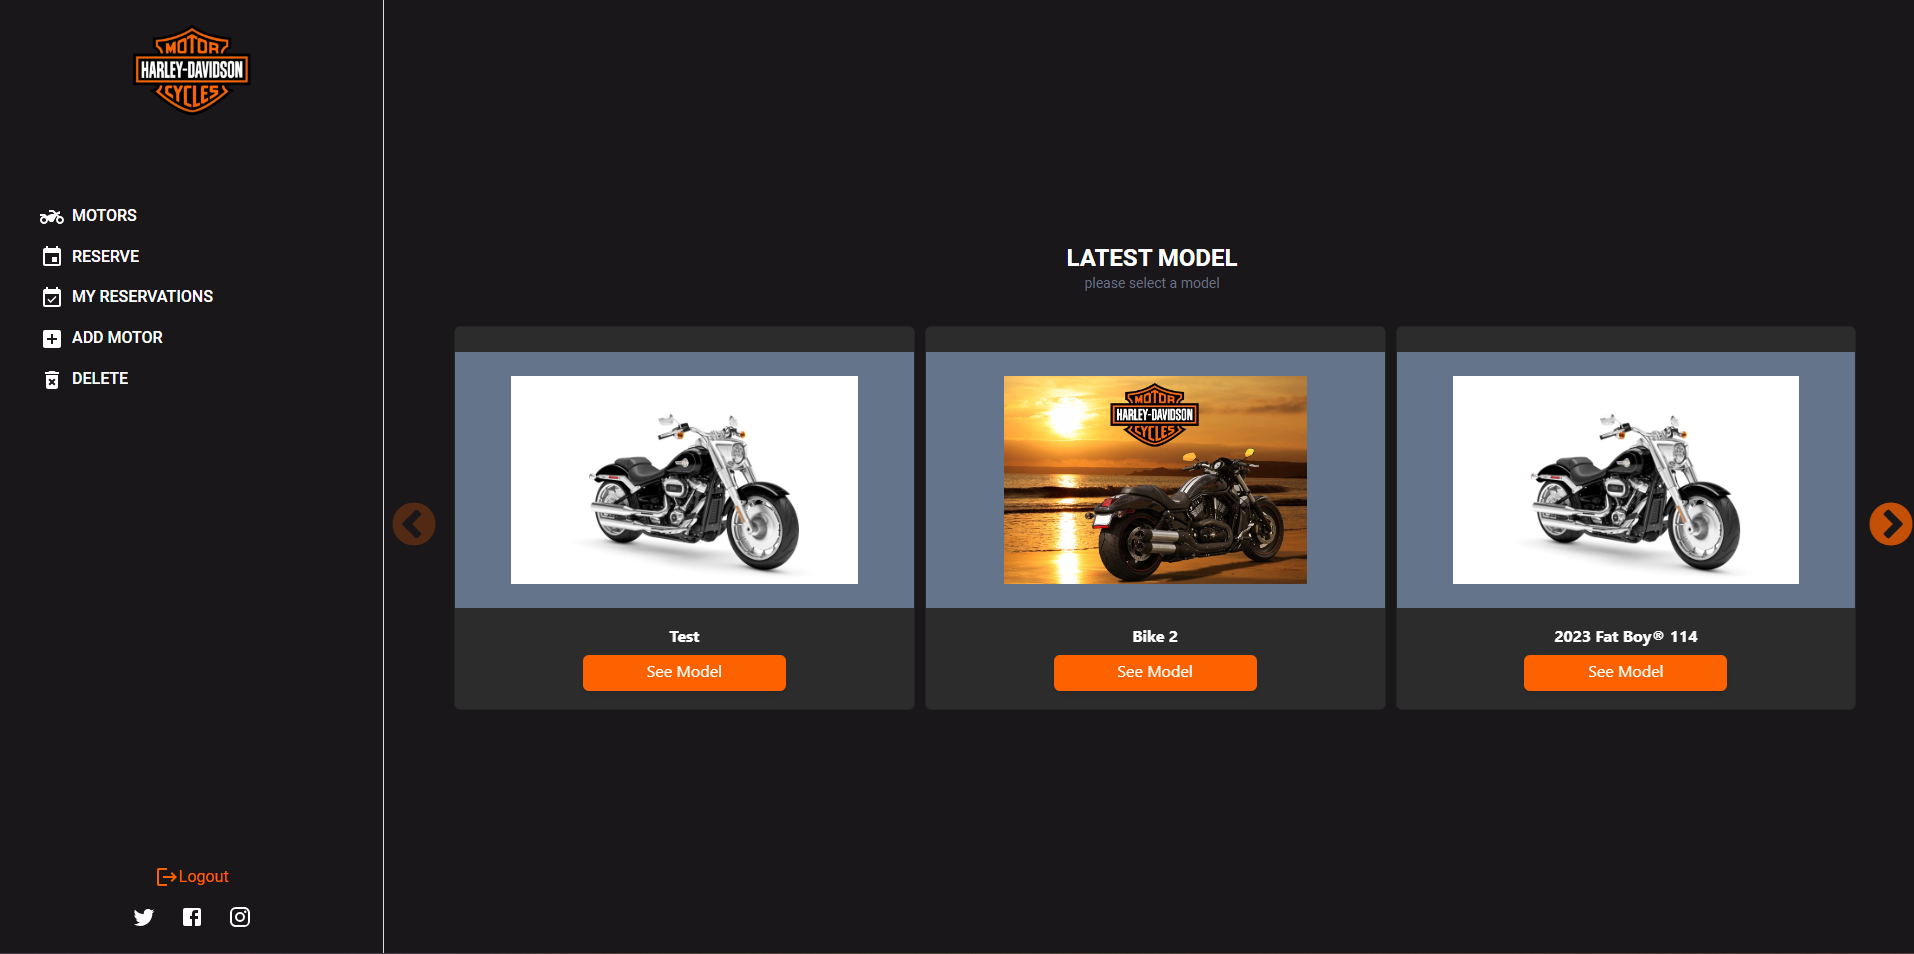 MOTOR
HARLEY-DAVIDSON
CYCLES
MOTORS
RESERVE
MY RESERVATIONS
ADD MOTOR
DELETE
Logout
LATEST MODEL
please select a model
MOTOR
HARLEY-DAVIDSON
CYCLES
Test
See Model
Bike 2
See Model
2023 Fat Boy® 114
See Model